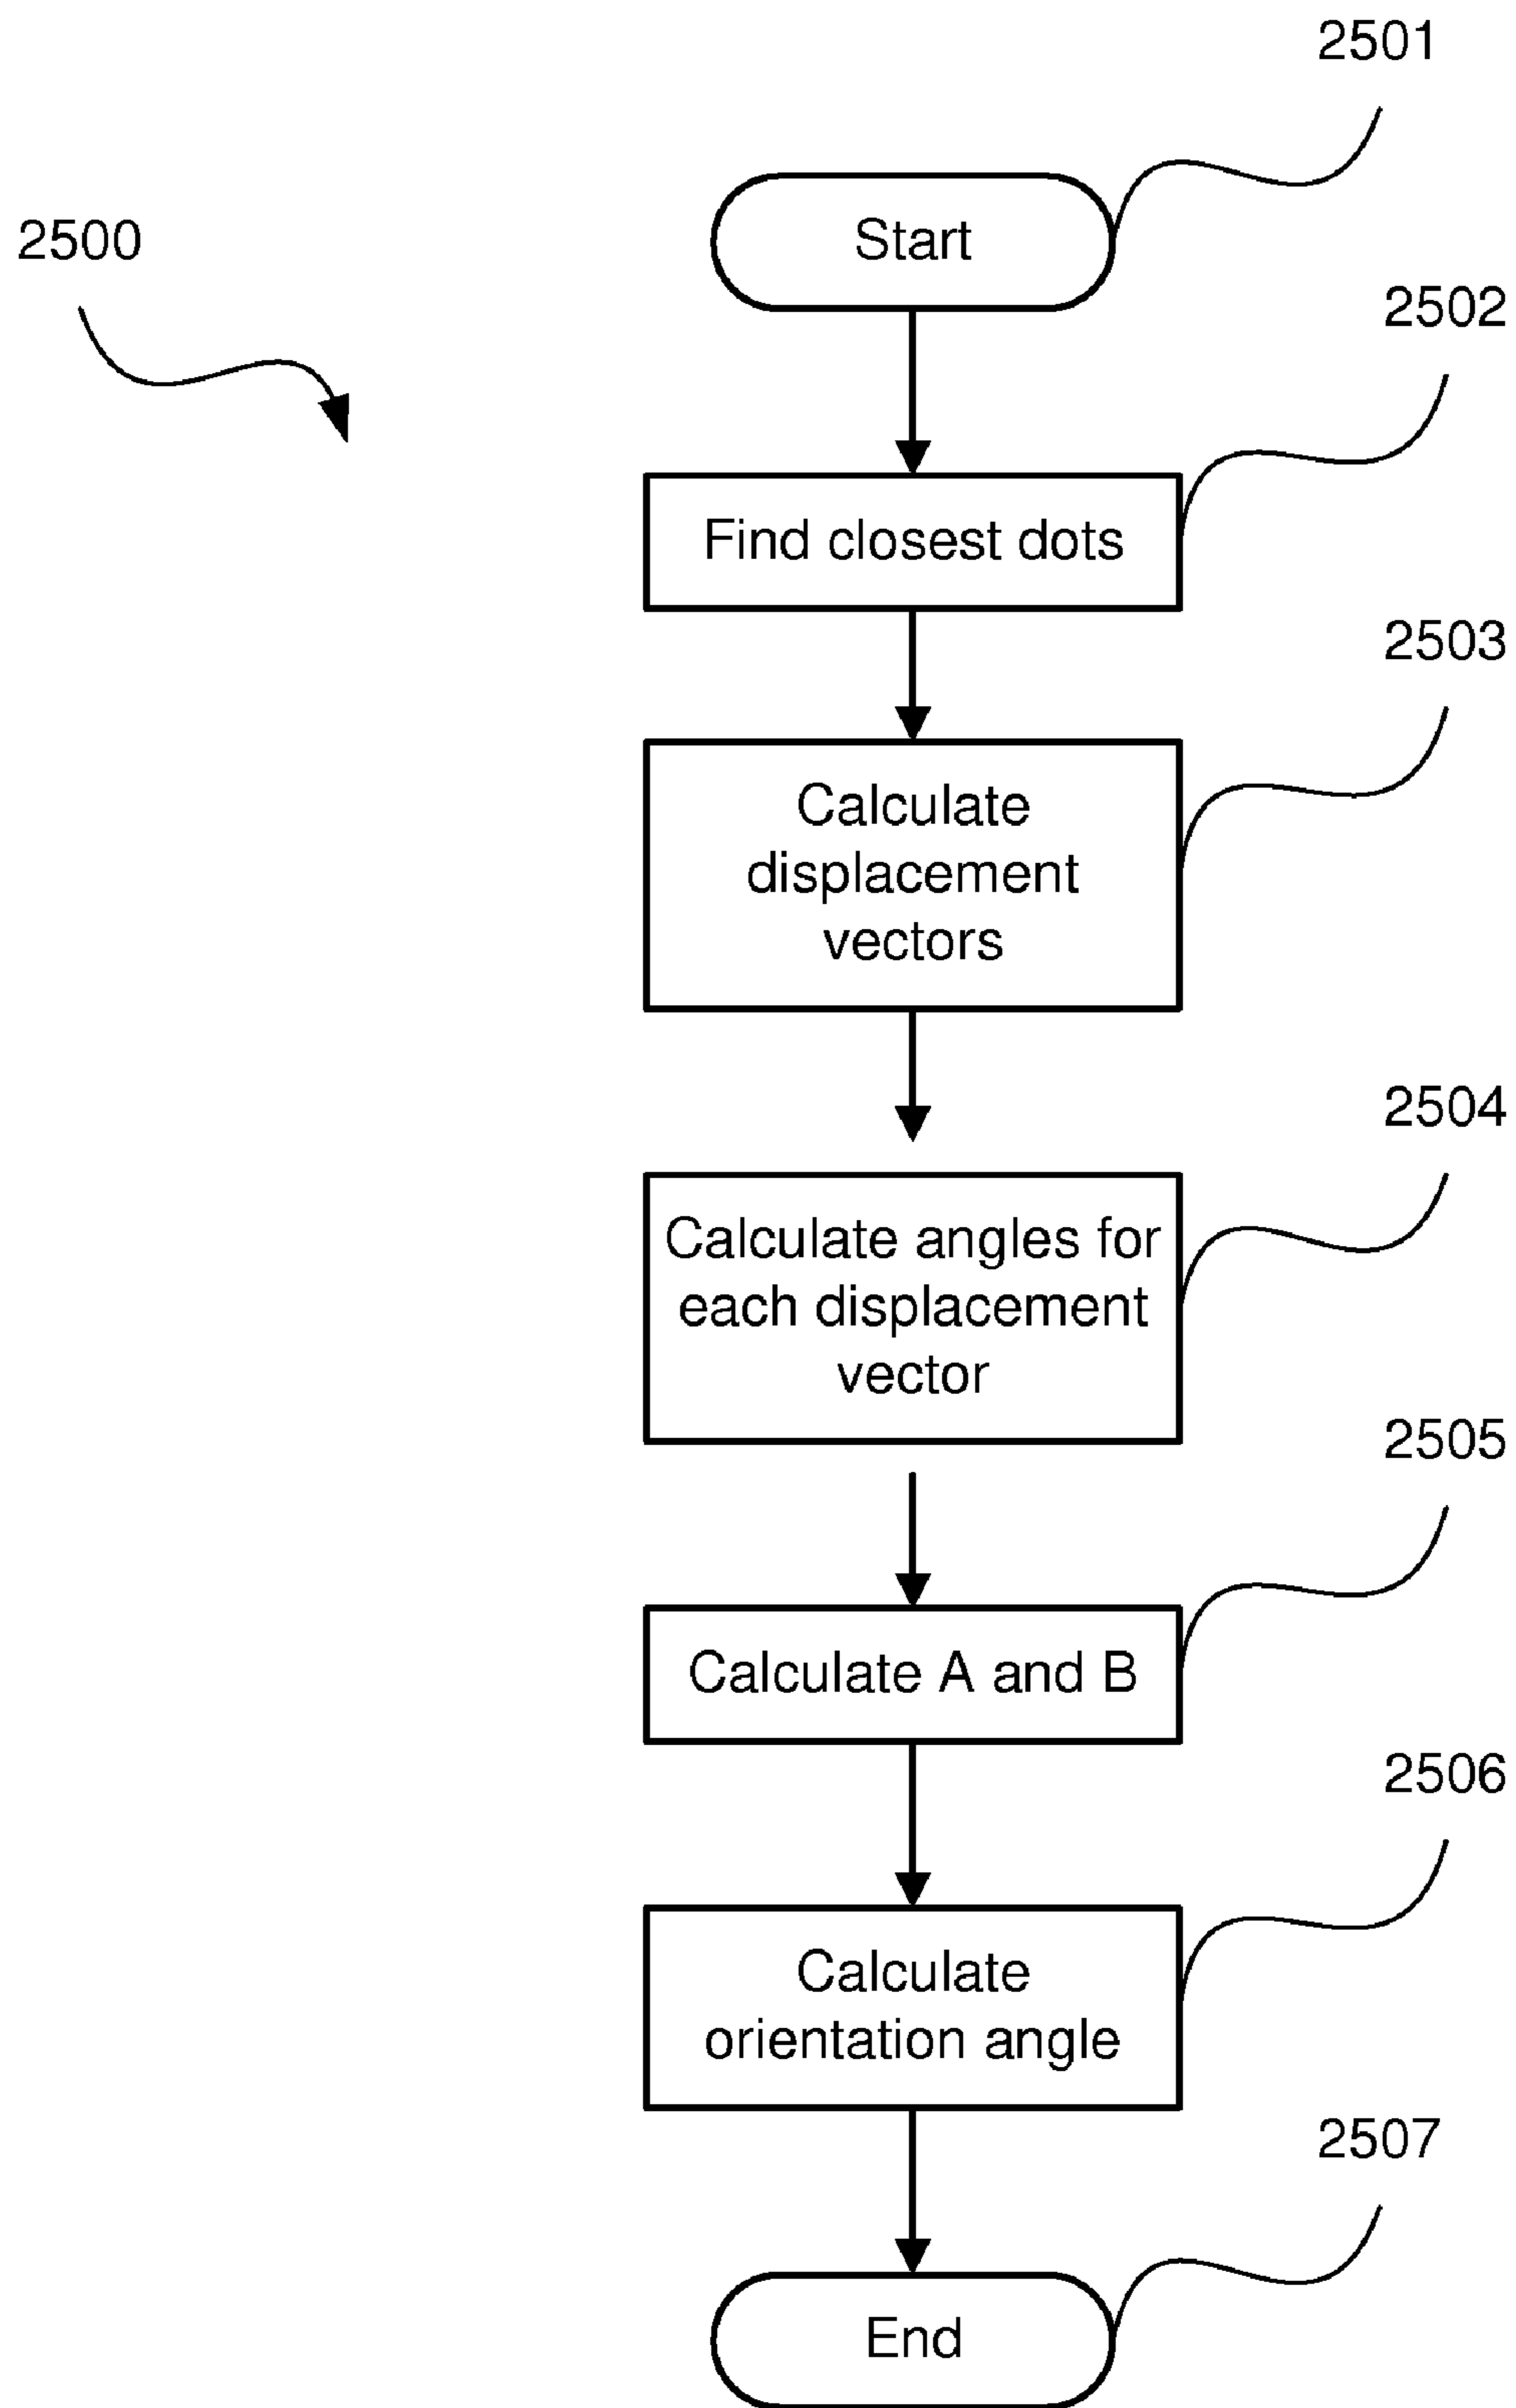 2501
Start
2500
2502
Find closest dots
2503
Calculate
displacement
vectors
2504
Calculate angles for
each displacement
vector
2505
Calculate A and B
2506
Calculate
orientation angle
2507
End